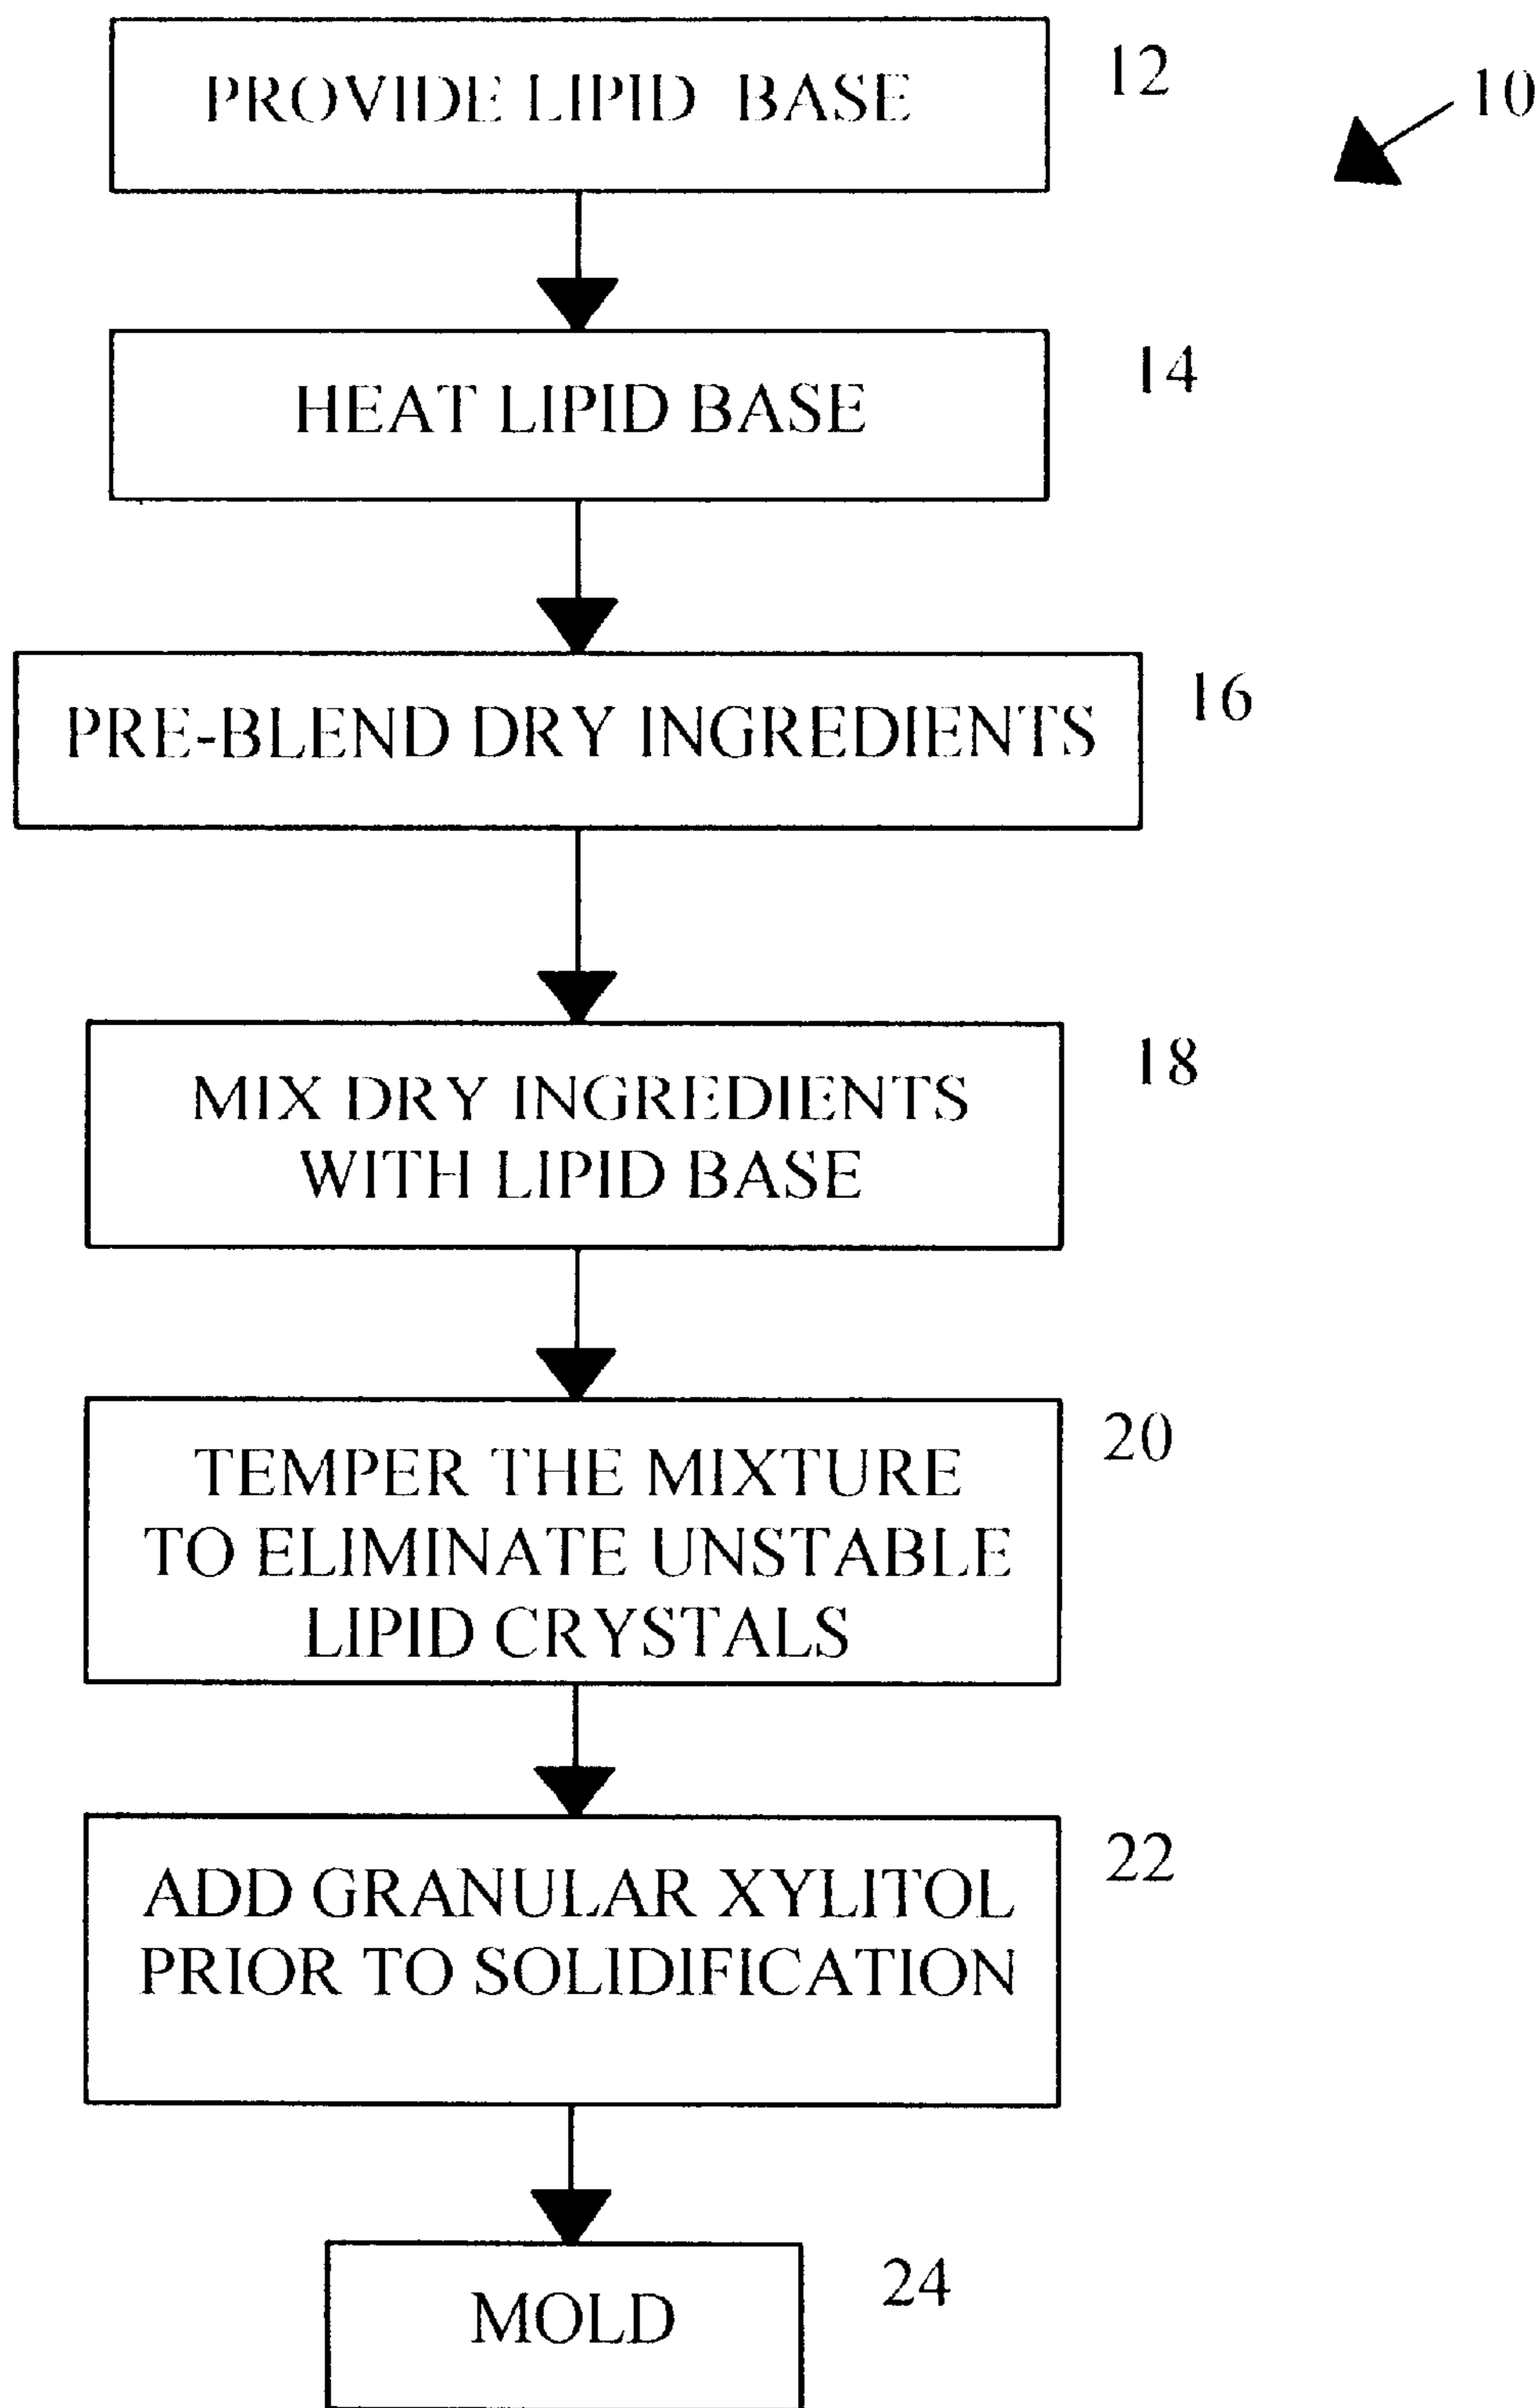 PROVIDE LIPID BASE
12
10
HEAT LIPID BASE
14
PRE-BLEND DRY INGREDIENTS
16
MIX DRY INGREDIENTS
WITH LIPID BASE
18
TEMPER THE MIXTURE
TO ELIMINATE UNSTABLE
LIPID CRYSTALS
20
ADD GRANULAR XYLITOL
PRIOR TO SOLIDIFICATION
22
MOLD
24